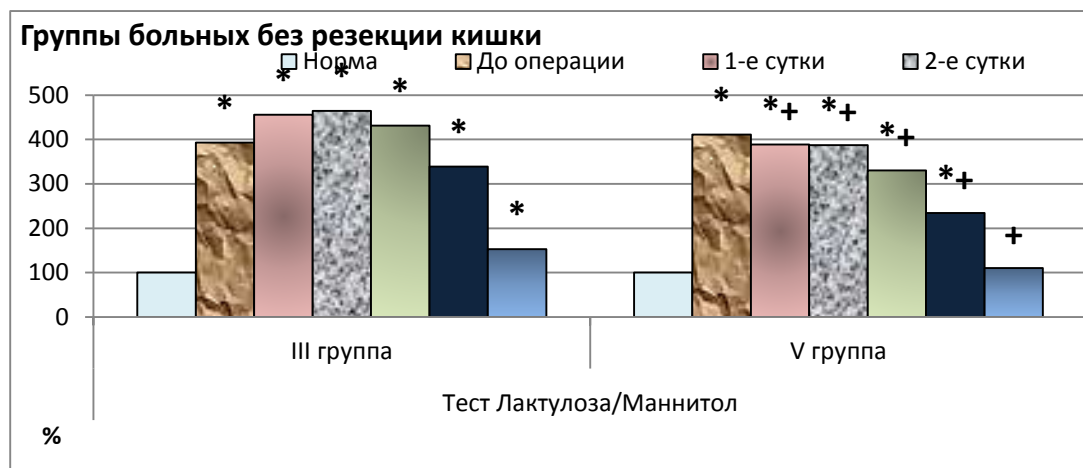 Группы больных без резекции кишки
Норма До операции 1-е сутки 2-е сутки
* * * * * * * *+ *+ *+ *+ +
500
400
300
200
100
0
III группа V группа
Тест Лактулоза/Маннитол
%